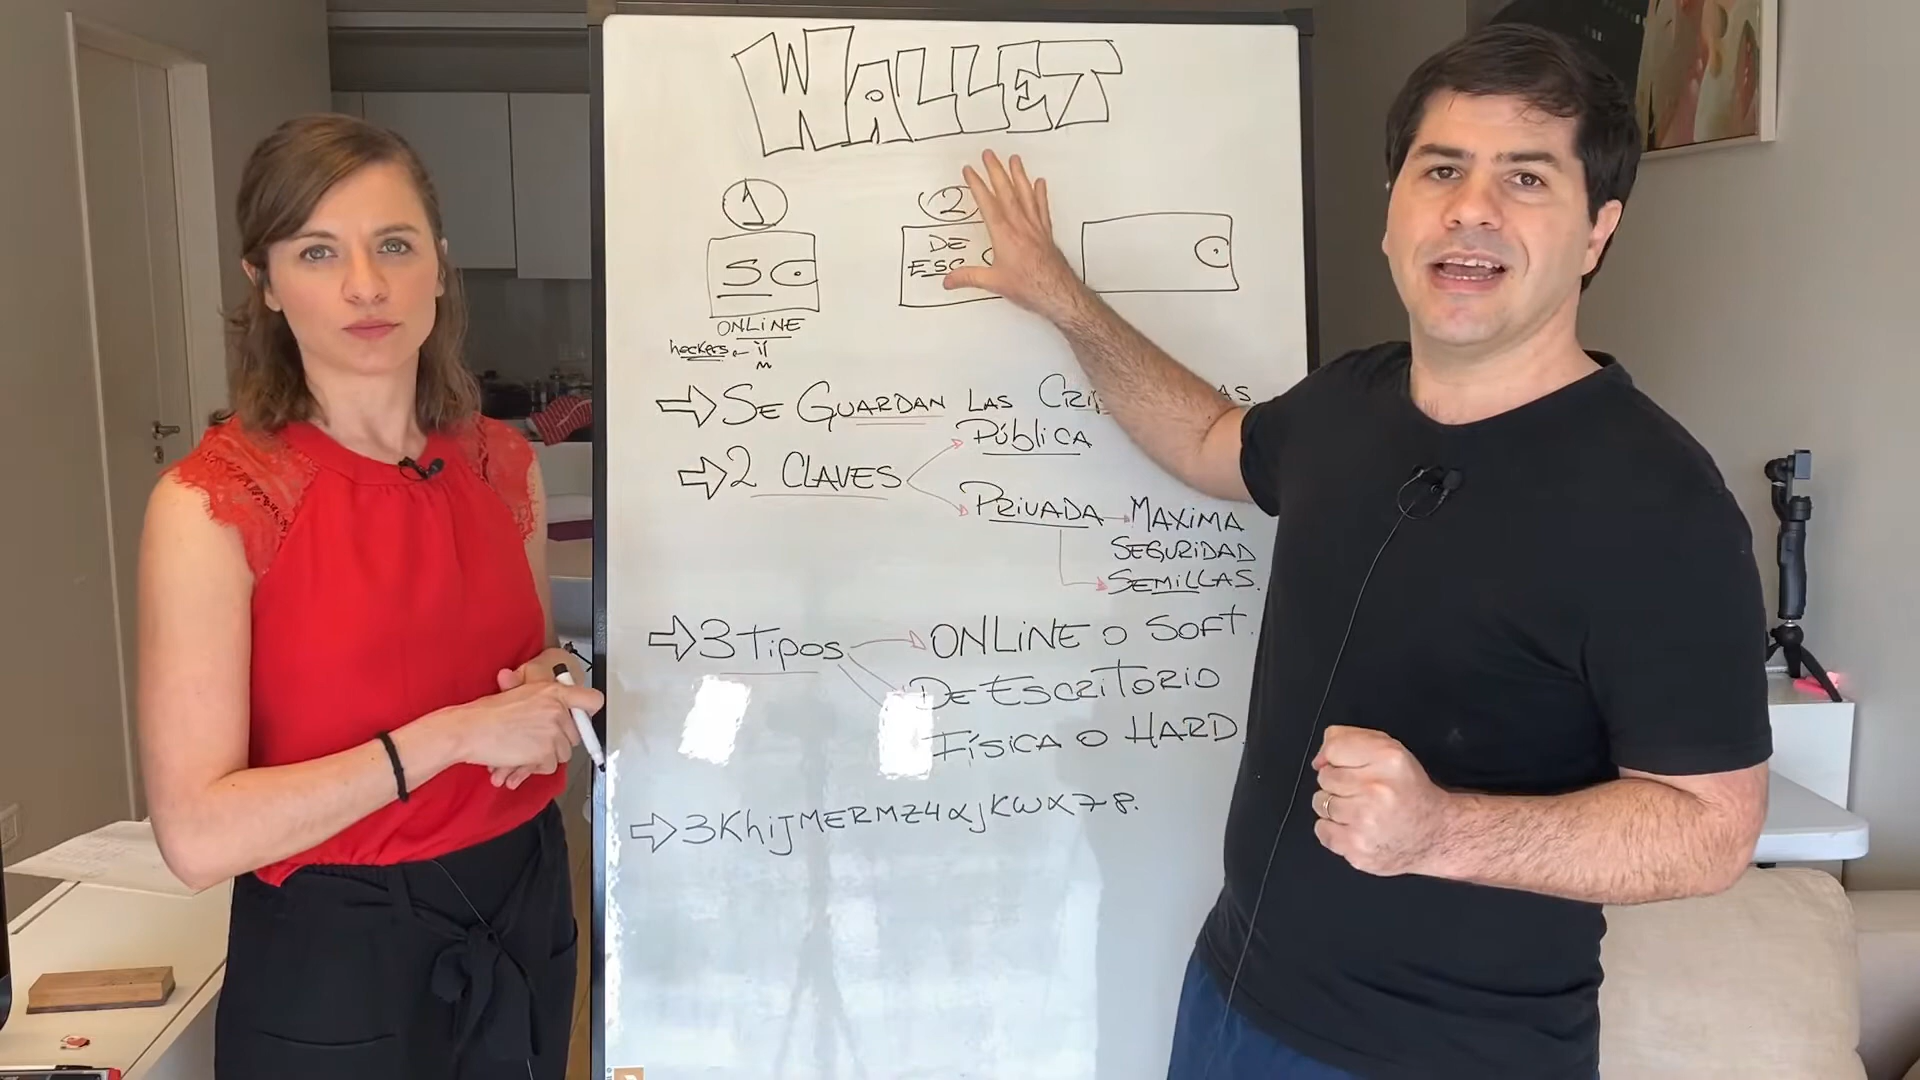 WALLET
1
2
SC
DE
ESC
ONLINE
hackers
→ SE GUARDAN LAS
Pública
→ 2 CLAVES
PRIVADA → MAXIMA
SEGURIDAD
SEMILLAS.
→ 3 Tipos → ONLINE O SOFT.
DE ESCRITORIO
FÍSICA O HARD.
→ 3KhiJMERMZ4XjKWX78.